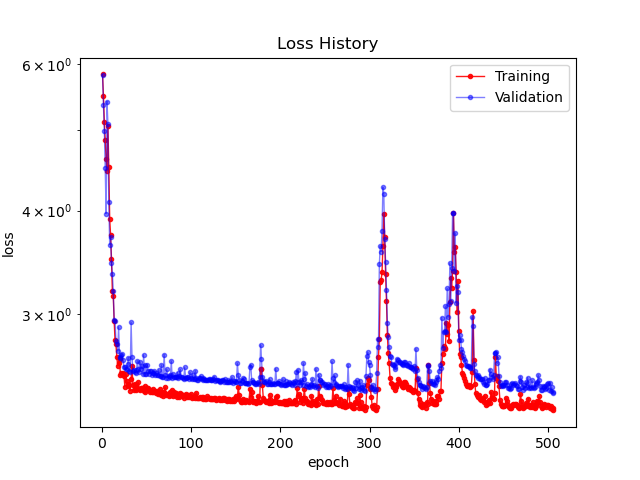 Loss History
6 × 10⁰
4 × 10⁰
3 × 10⁰
loss
Training
Validation
0
100
200
300
400
500
epoch